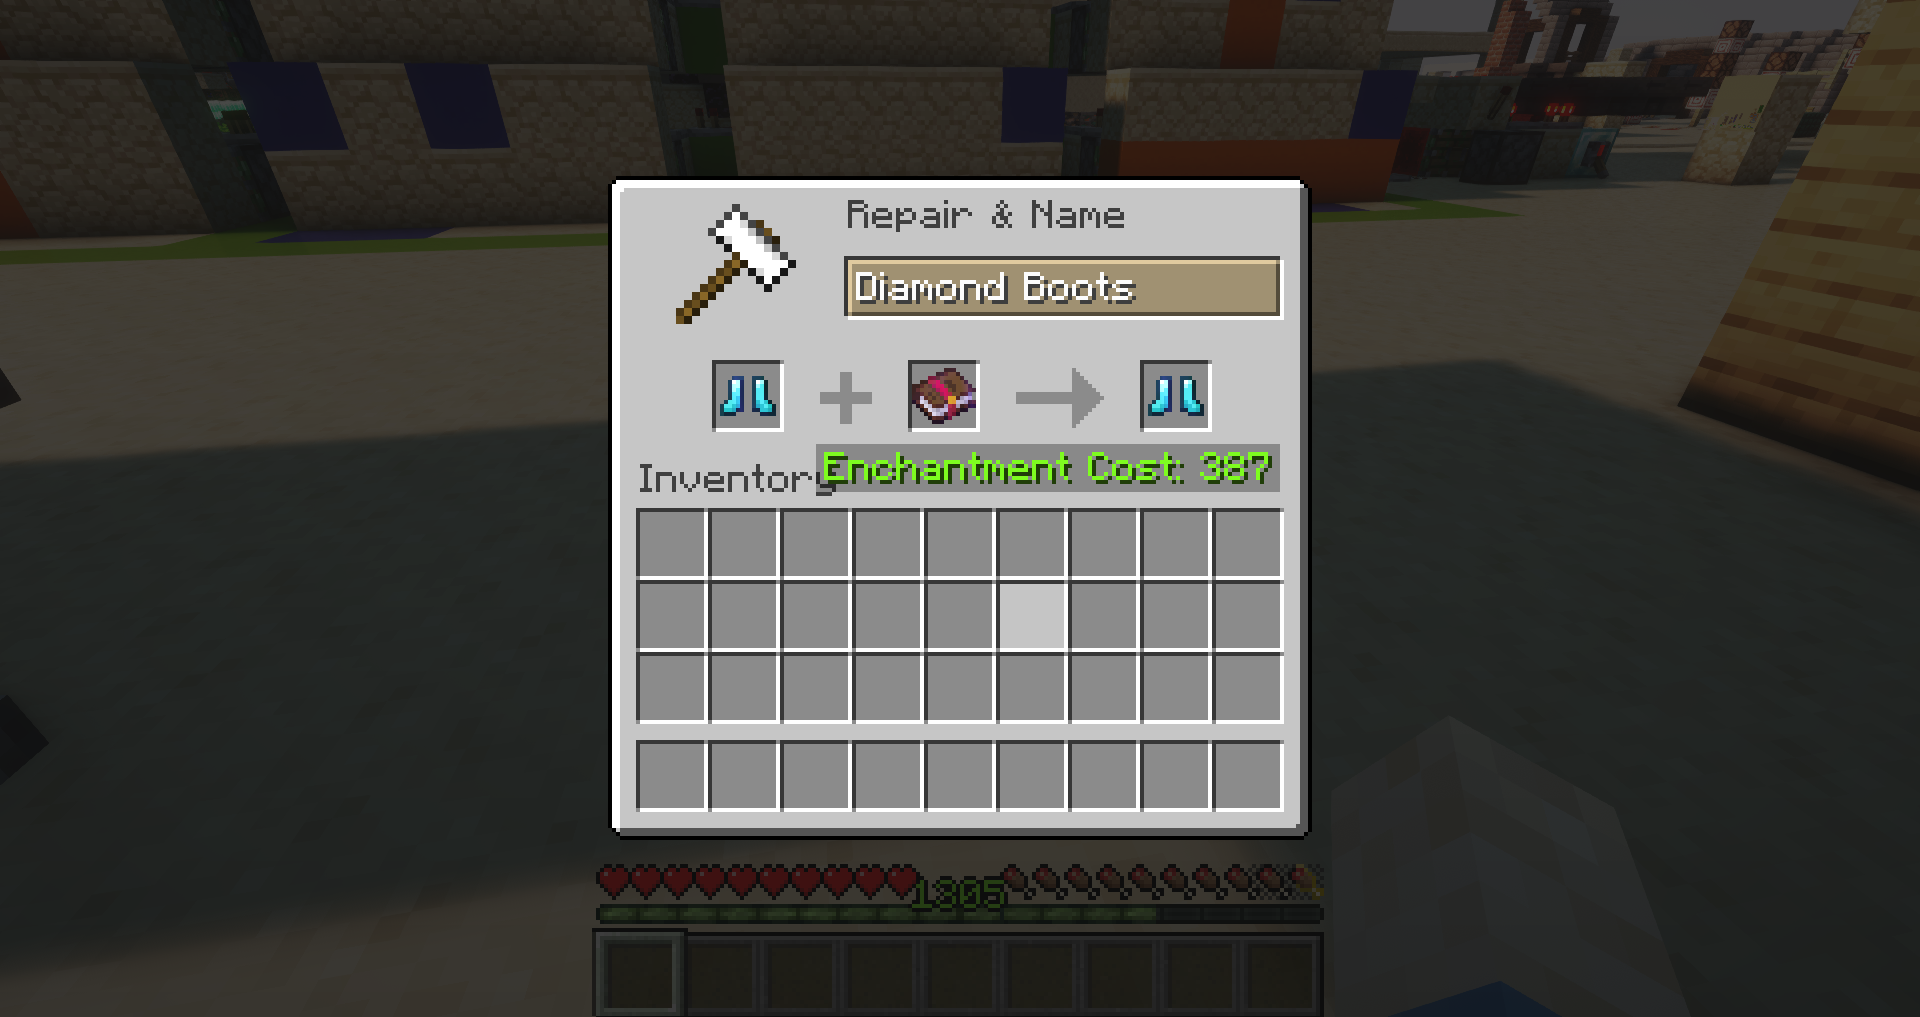 Repair & Name
Diamond Boots
Enchantment Cost: 387
Inventory
1305